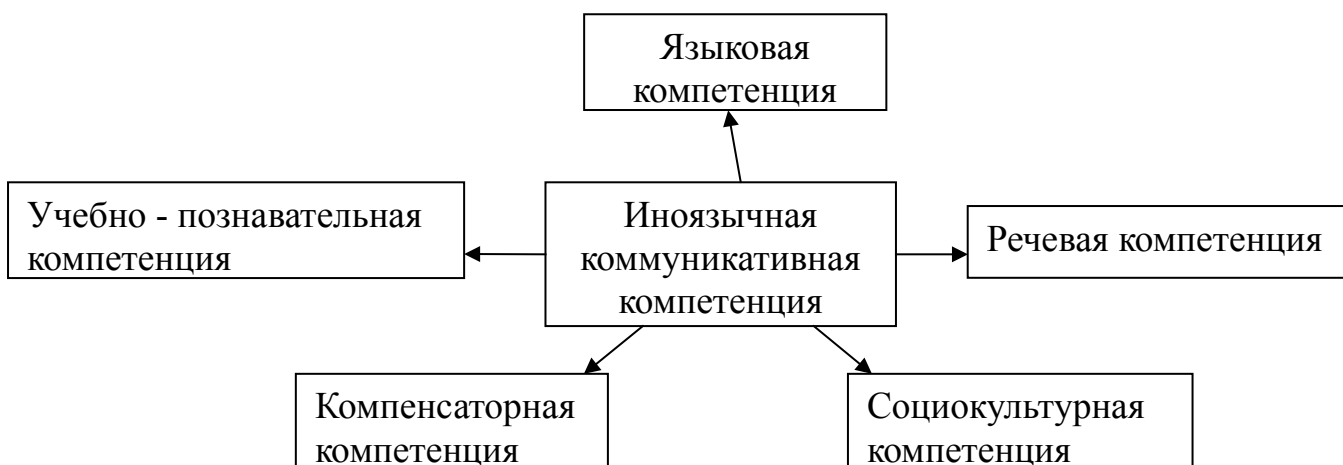 Языковая
компетенция
Учебно - познавательная
компетенция
Иноязычная
коммуникативная
компетенция
Речевая компетенция
Компенсаторная
компетенция
Социокультурная
компетенция